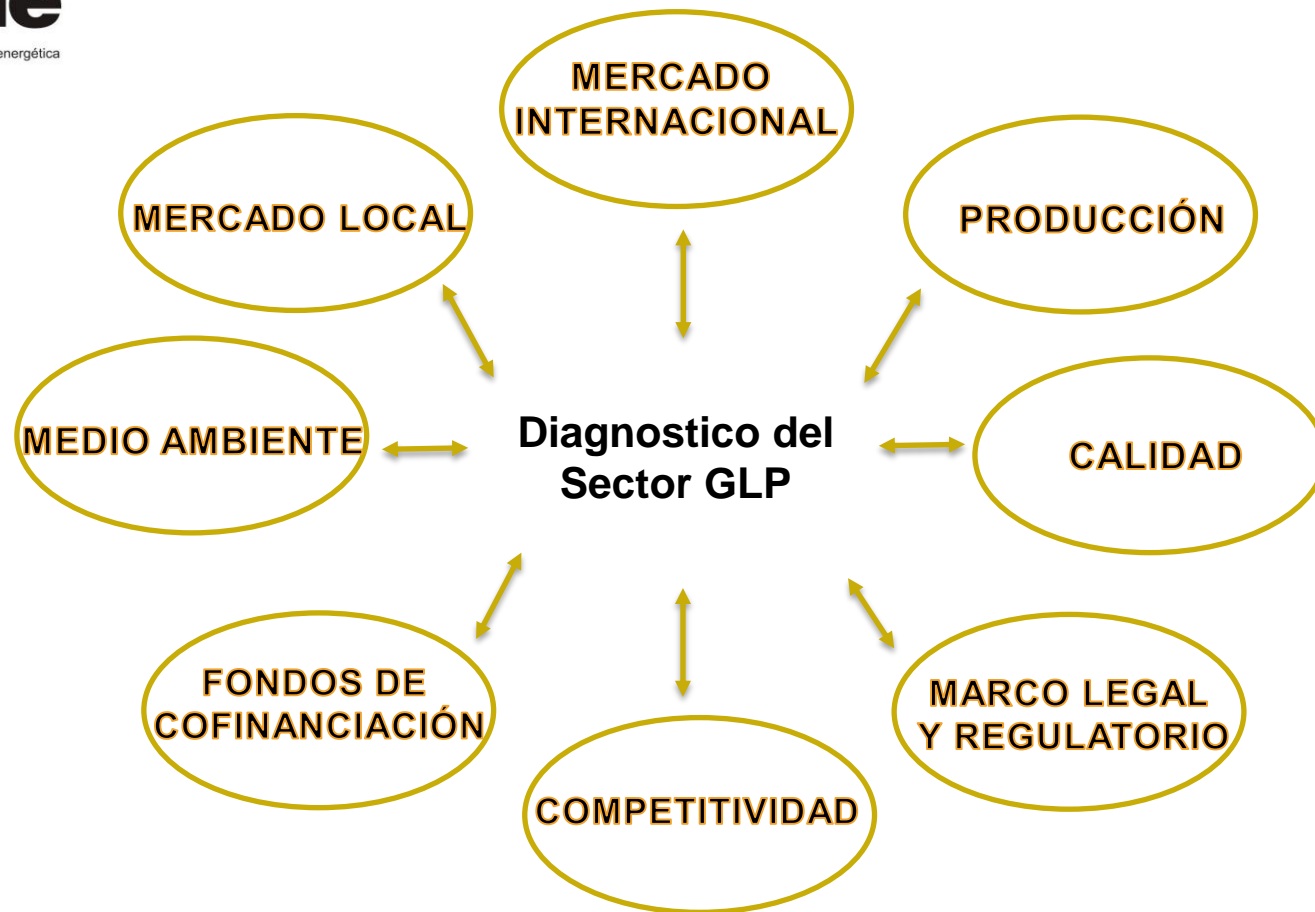 energética
MERCADO
INTERNACIONAL
MERCADO LOCAL
PRODUCCIÓN
MEDIO AMBIENTE
Diagnostico del
Sector GLP
CALIDAD
FONDOS DE
COFINANCIACIÓN
MARCO LEGAL
Y REGULATORIO
COMPETITIVIDAD